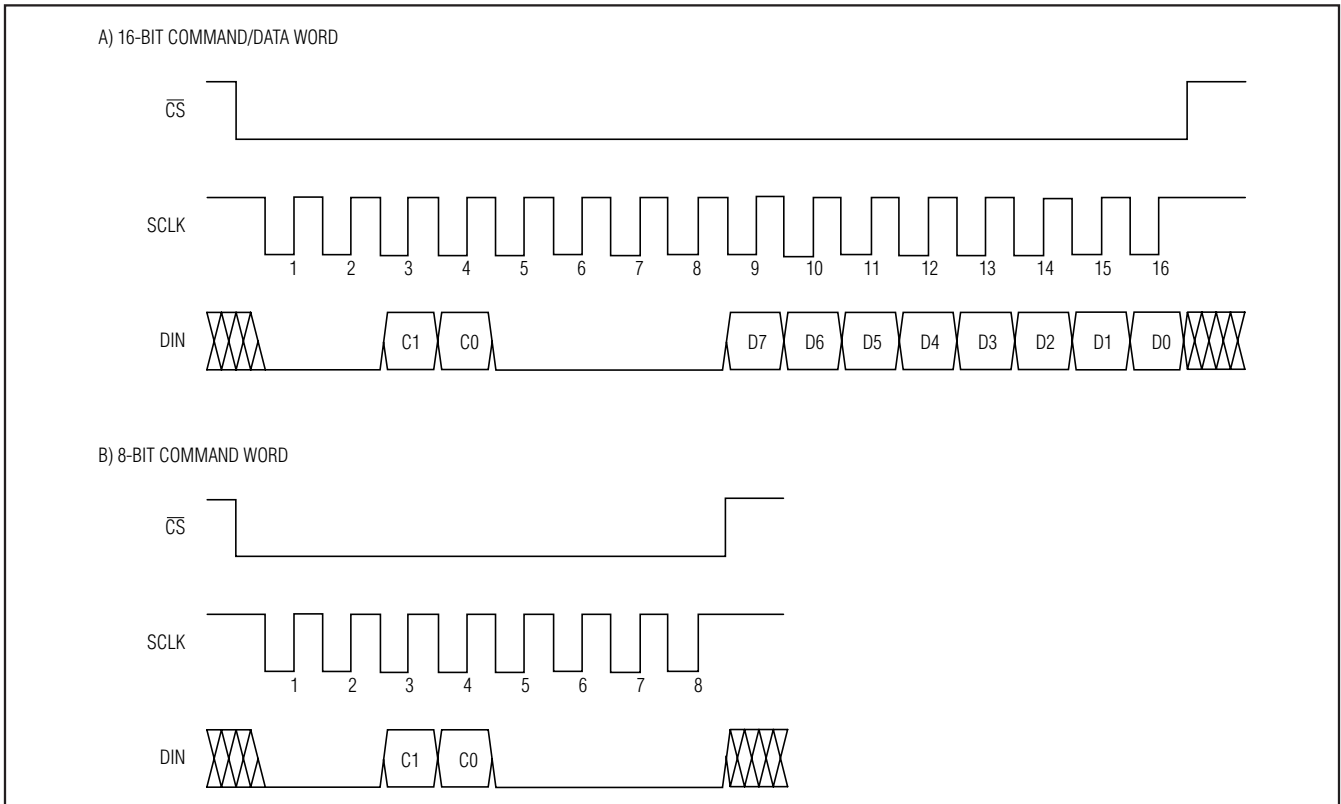 A) 16-BIT COMMAND/DATA WORD
C̅S̅
SCLK
1 2 3 4 5 6 7 8 9 10 11 12 13 14 15 16
DIN
C1 C0 D7 D6 D5 D4 D3 D2 D1 D0
B) 8-BIT COMMAND WORD
C̅S̅
SCLK
1 2 3 4 5 6 7 8
DIN
C1 C0